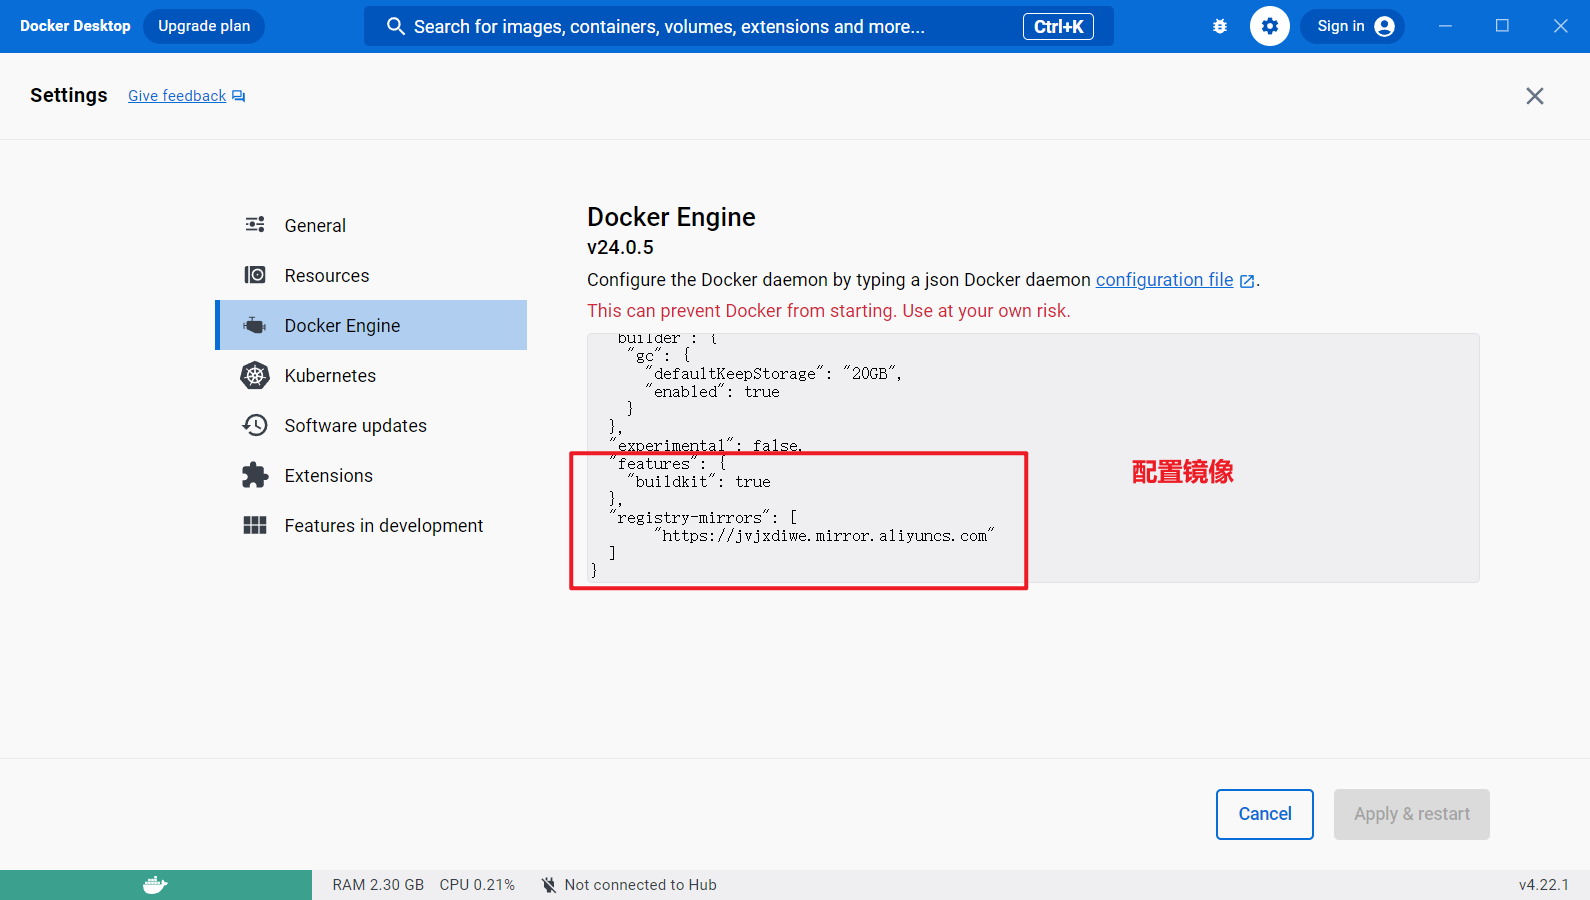 Docker Desktop
Upgrade plan
Search for images, containers, volumes, extensions and more...
Ctrl+K
Sign in
Settings
Give feedback
General
Resources
Docker Engine
Kubernetes
Software updates
Extensions
Features in development
Docker Engine
v24.0.5
Configure the Docker daemon by typing a json Docker daemon configuration file.
This can prevent Docker from starting. Use at your own risk.
"builder": {
"gc": {
"defaultKeepStorage": "20GB",
"enabled": true
}
},
"experimental": false,
"features": {
"buildkit": true
},
"registry-mirrors": [
"https://jvjxdiwe.mirror.aliyuncs.com"
]
}
配置镜像
Cancel
Apply & restart
RAM 2.30 GB
CPU 0.21%
Not connected to Hub
v4.22.1